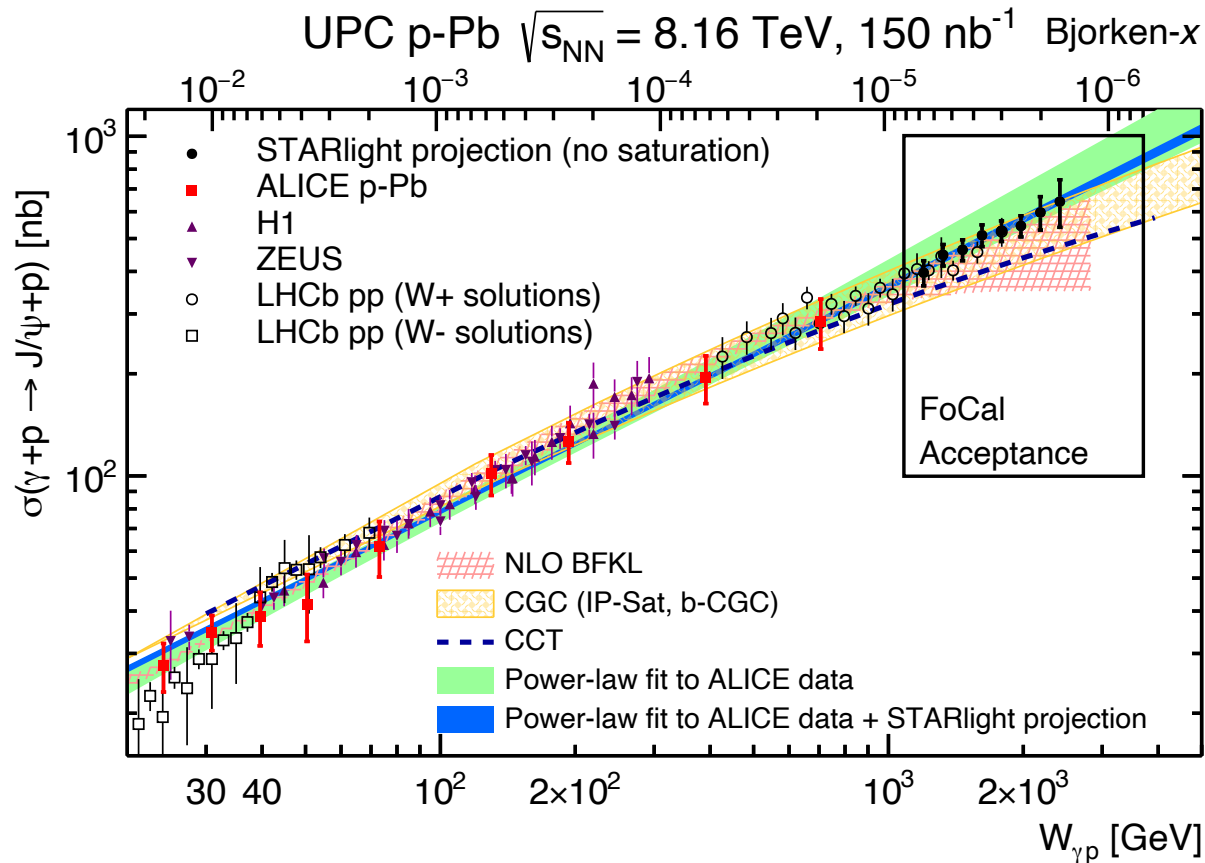 UPC p-Pb √s_NN = 8.16 TeV, 150 nb⁻¹ Bjorken-x
10⁻² 10⁻³ 10⁻⁴ 10⁻⁵ 10⁻⁶
σ(γ+p → J/ψ+p) [nb]
10³
10²
STARlight projection (no saturation)
ALICE p-Pb
H1
ZEUS
LHCb pp (W+ solutions)
LHCb pp (W- solutions)
FoCal
Acceptance
NLO BFKL
CGC (IP-Sat, b-CGC)
CCT
Power-law fit to ALICE data
Power-law fit to ALICE data + STARlight projection
30 40 10² 2×10² 10³ 2×10³
W_γp [GeV]